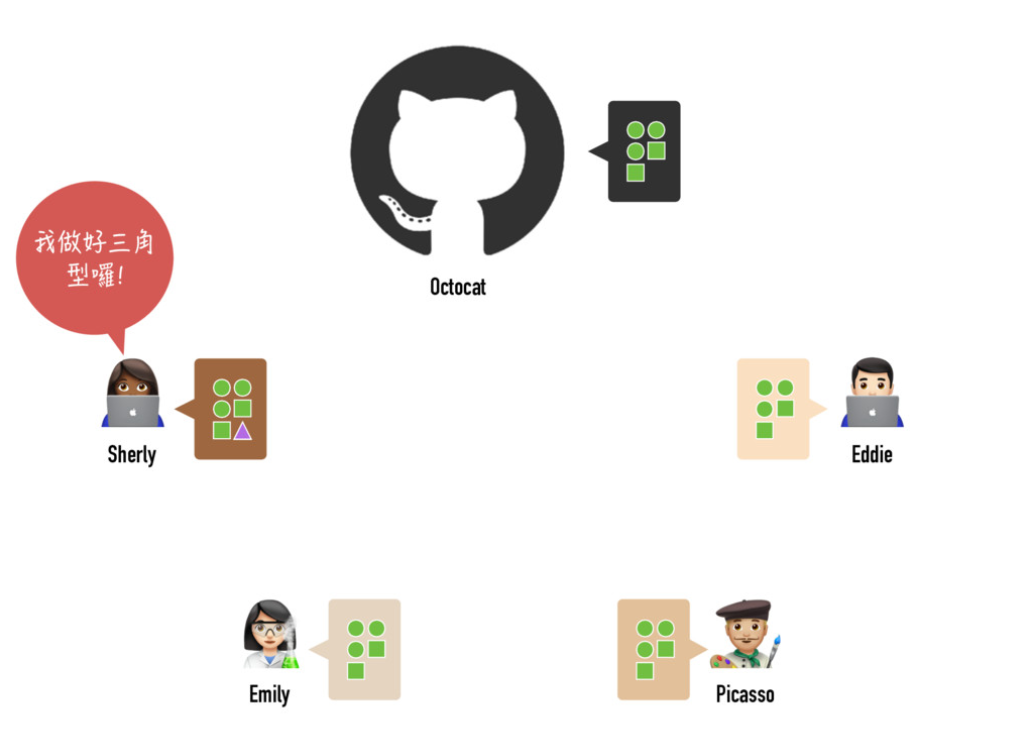 Octocat
我做好三角
型囉!
Sherly
Eddie
Emily
Picasso